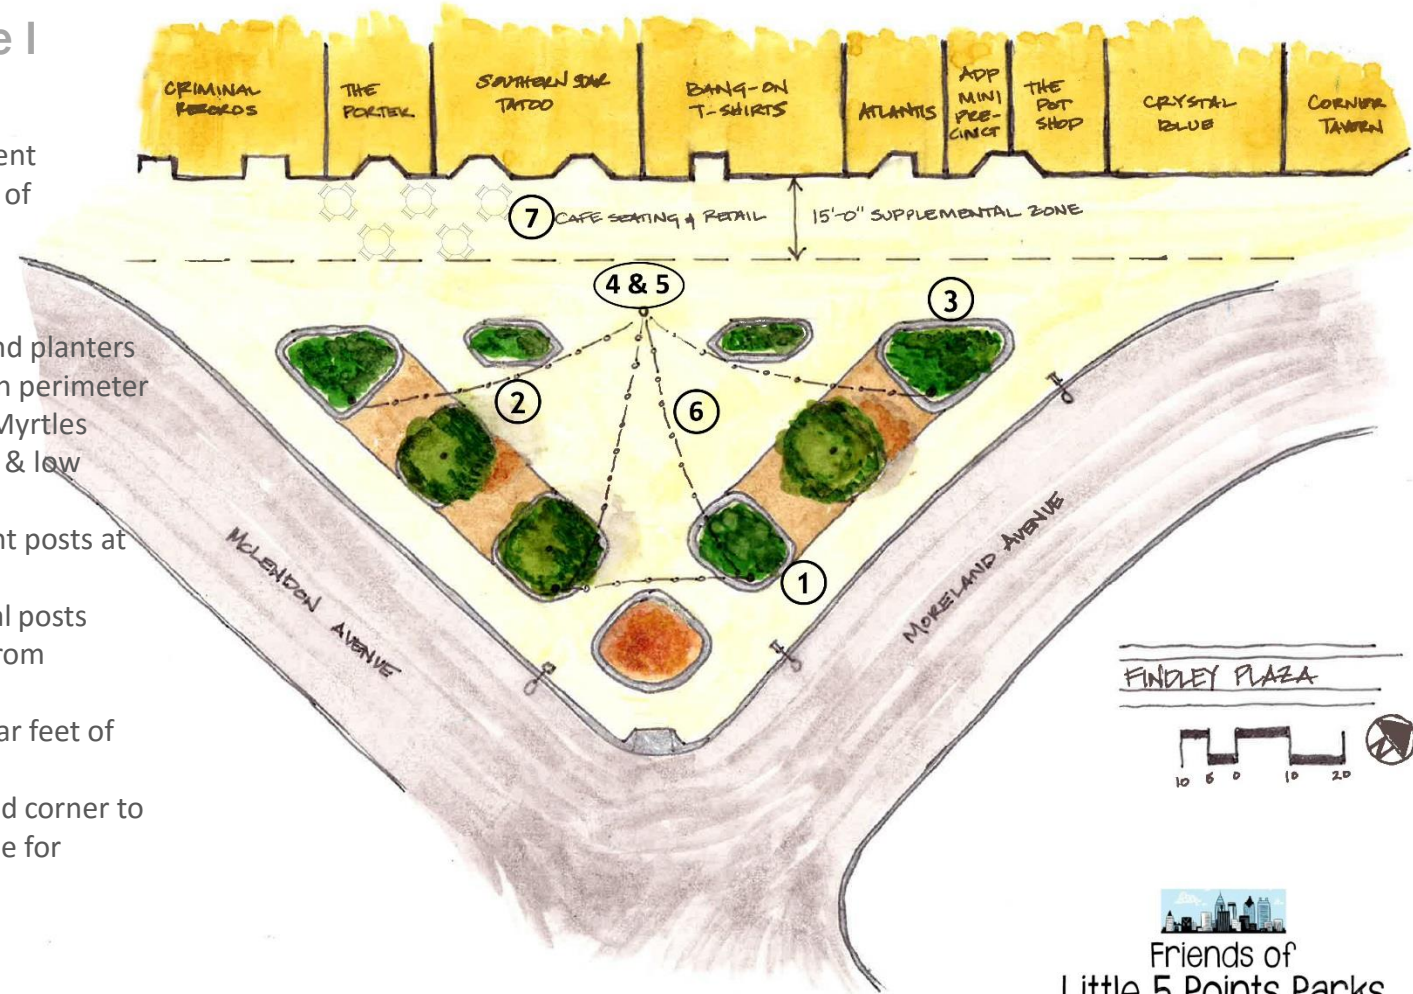 e I
ent
of
nd planters
n perimeter
Myrtles
& low
nt posts at
al posts
rom
ar feet of
d corner to
e for
CRIMINAL
RECORDS
THE
PORTER
SOUTHERN STAR
TATOO
BANG-ON
T-SHIRTS
ATLANTIS
APP
MINI
PRE-
CINCT
THE
POT
SHOP
CRYSTAL
BLUE
CORNER
TAVERN
7 CAFE SEATING & RETAIL
15'-0" SUPPLEMENTAL ZONE
4 & 5
3
2
6
1
McLENDON AVENUE
MORELAND AVENUE
FINDLEY PLAZA
10 5 0 10 20
Friends of
Little 5 Points Parks